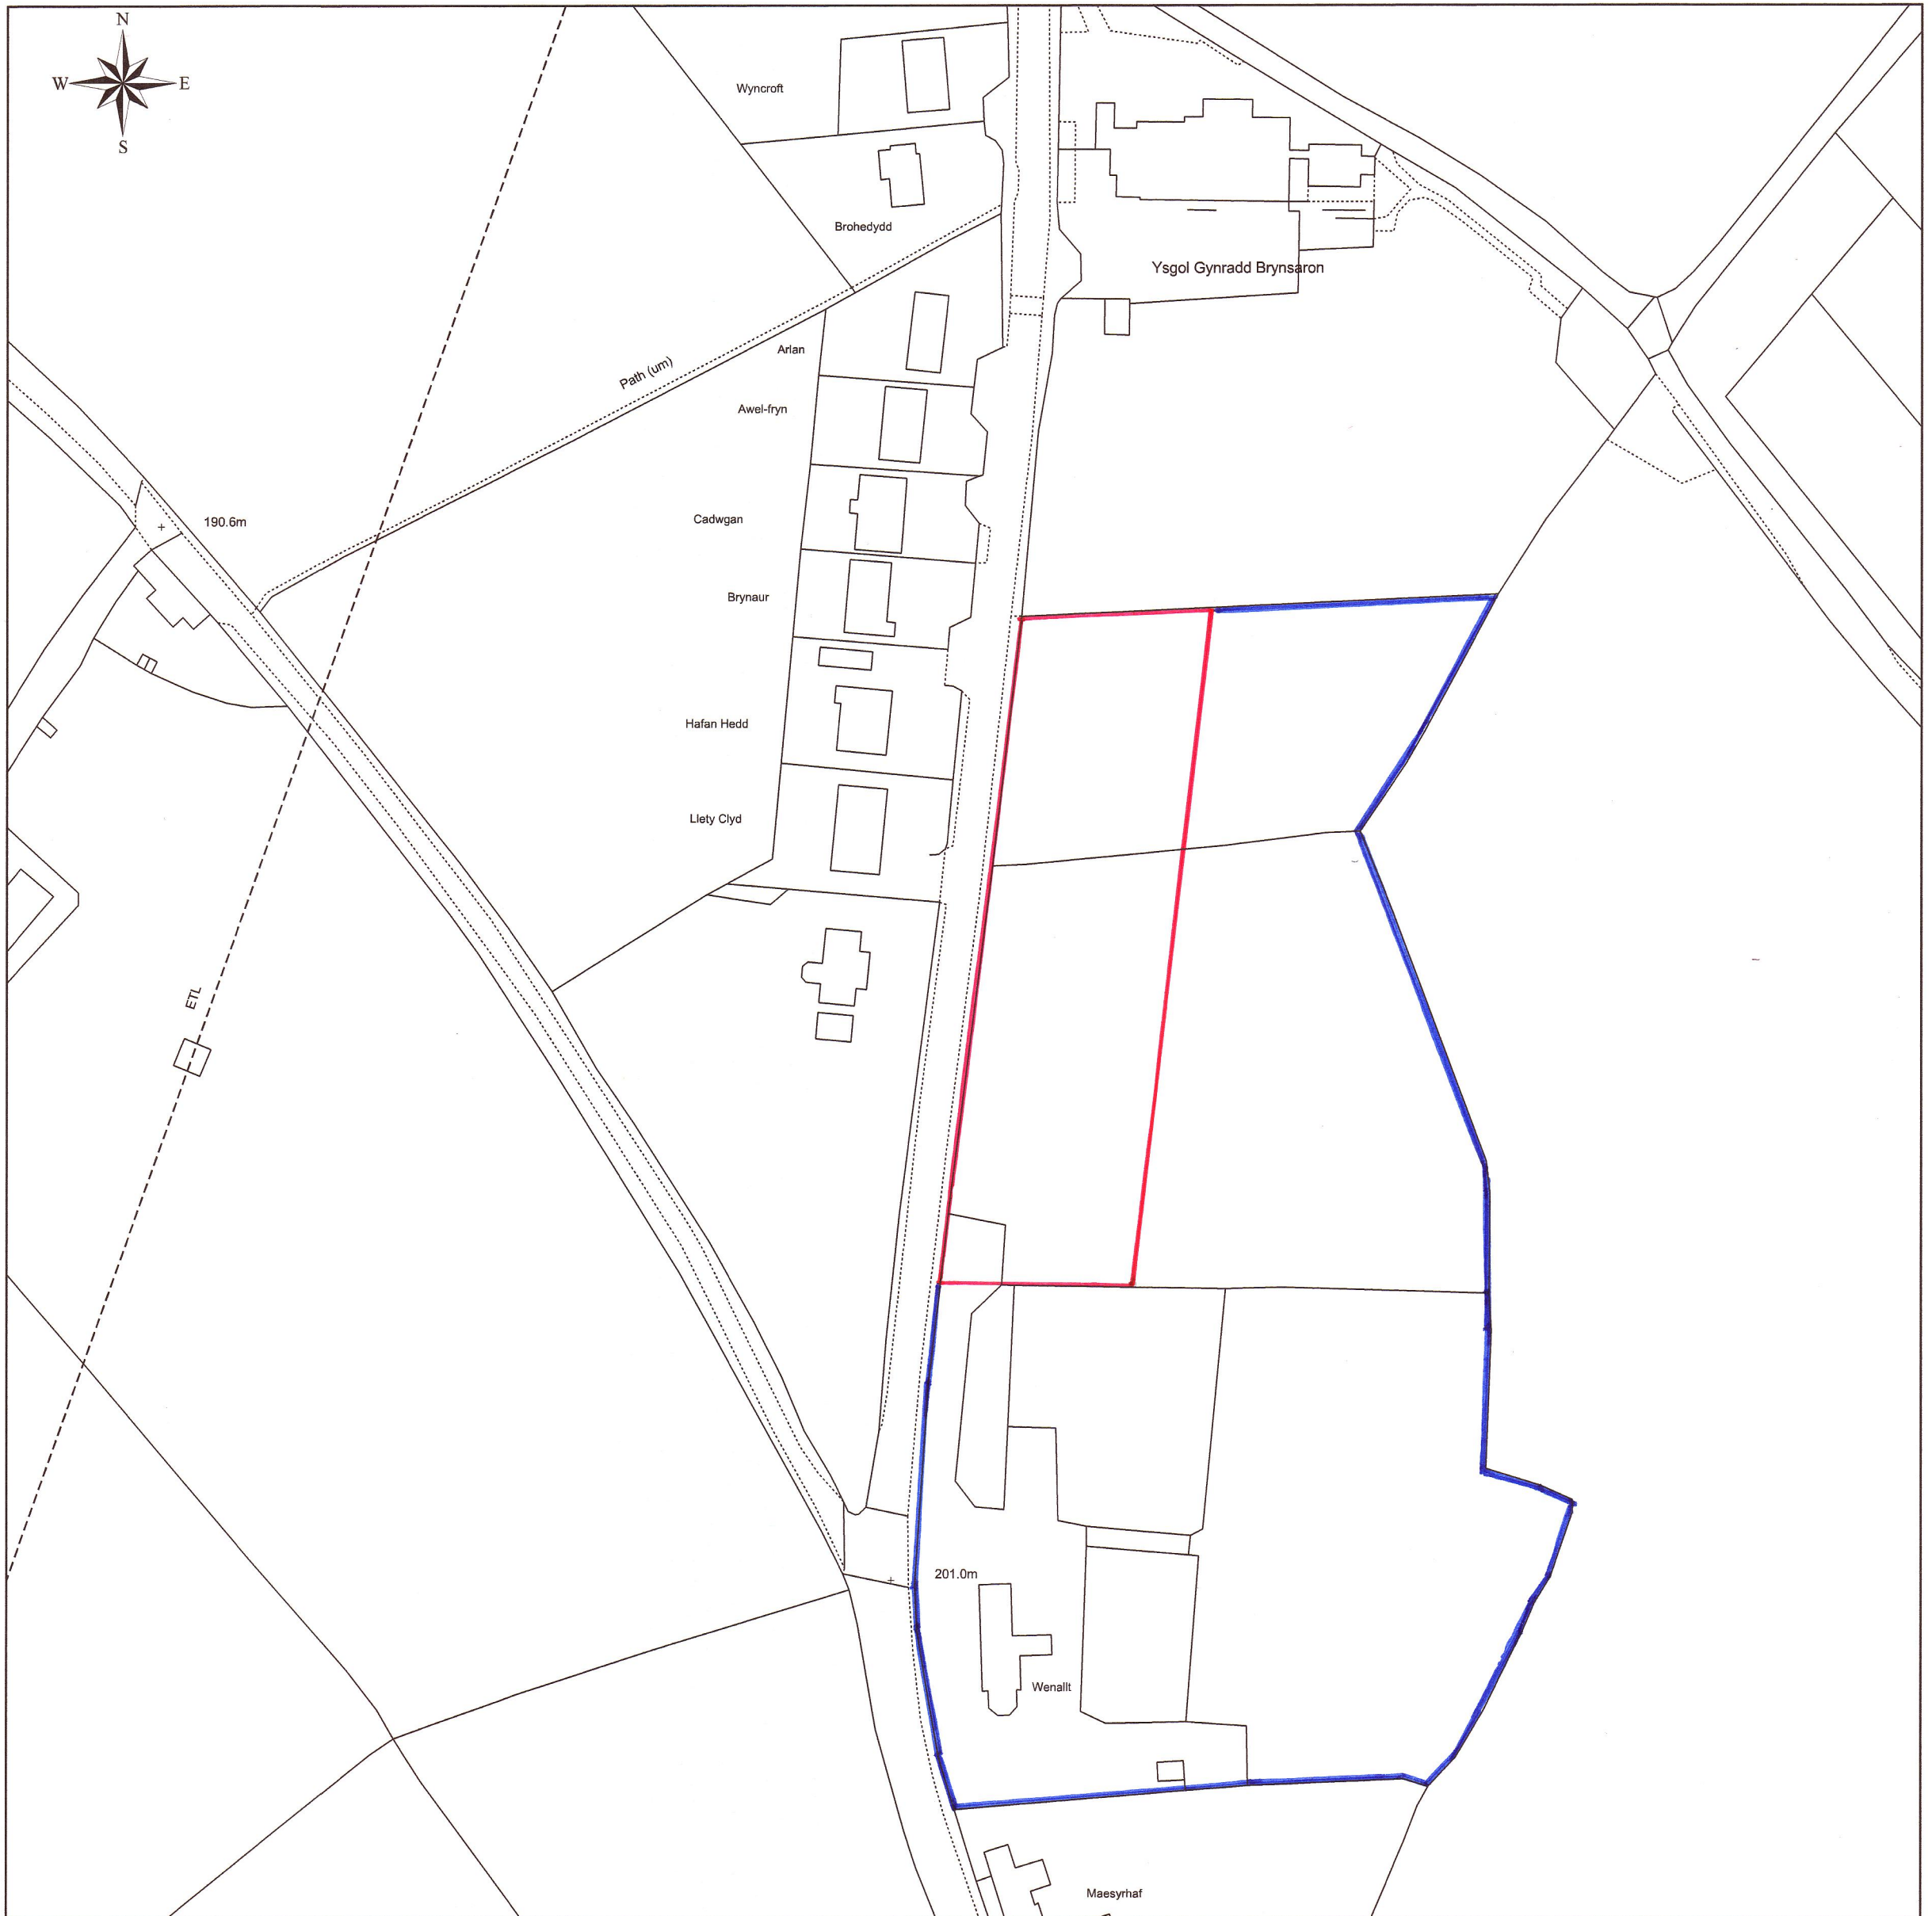 N
W E
S
Wyncroft
Brohedydd
Ysgol Gynradd Brynsaron
Arlan
Path (um)
Awel-fryn
Cadwgan
190.6m
Brynaur
Hafan Hedd
Llety Clyd
ETL
201.0m
Wenallt
Maesyrhaf